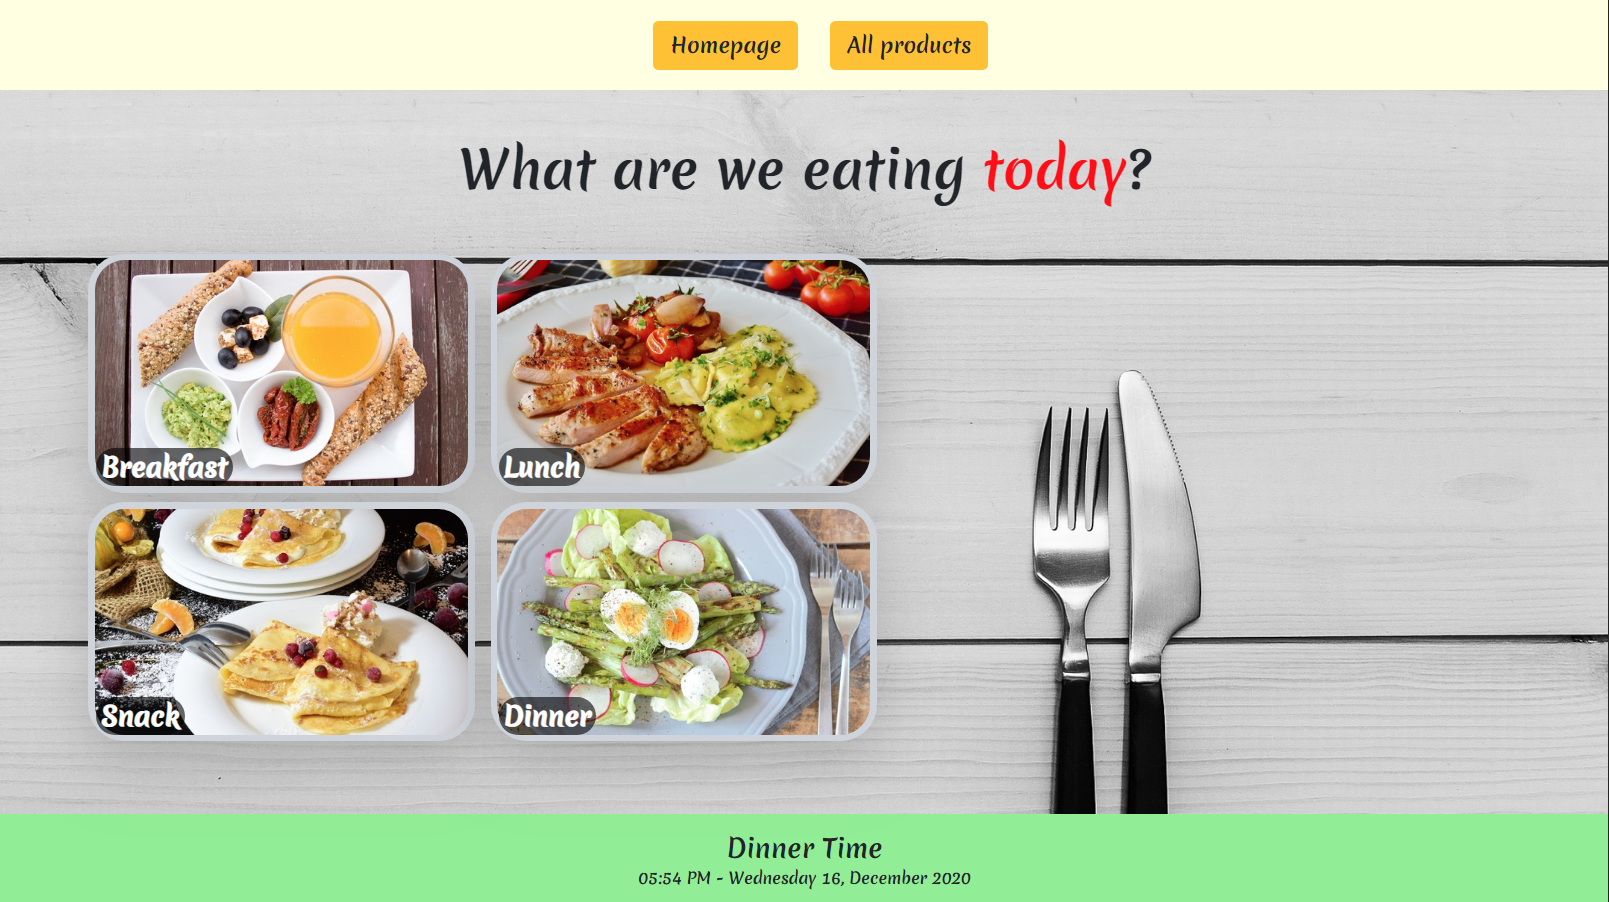 Homepage
All products
What are we eating today?
Breakfast
Lunch
Snack
Dinner
Dinner Time
05:54 PM - Wednesday 16, December 2020